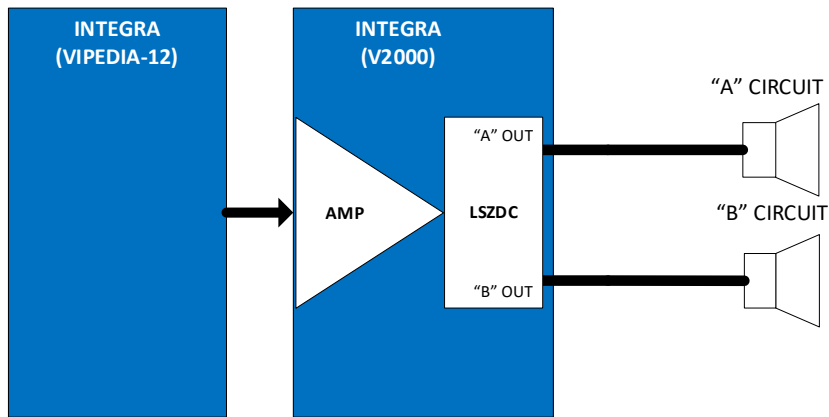 INTEGRA
(VIPEDIA-12)
INTEGRA
(V2000)
“A” CIRCUIT
“A” OUT
AMP
LSZDC
“B” CIRCUIT
“B” OUT